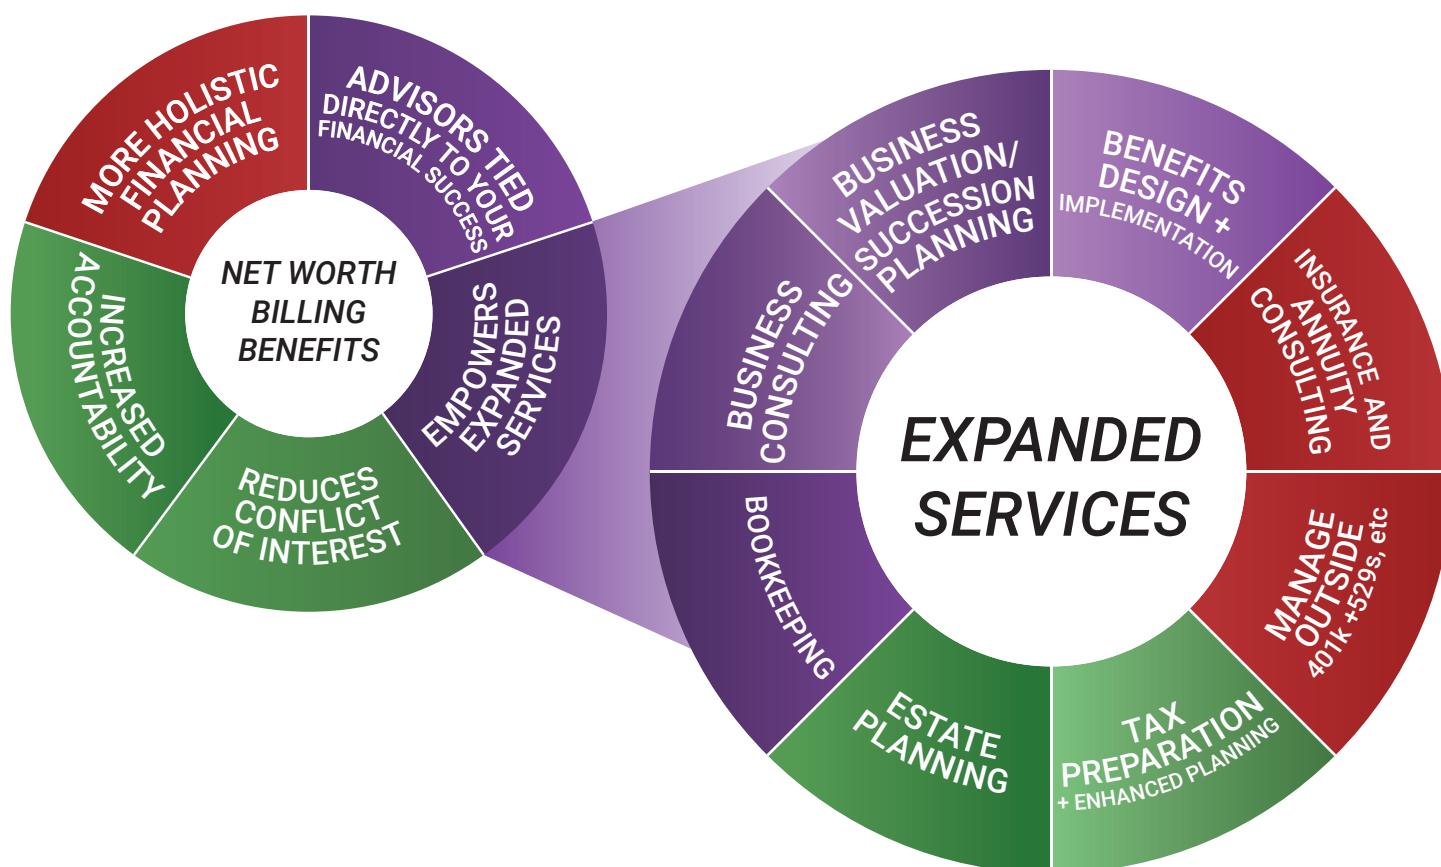 MORE HOLISTIC
FINANCIAL
PLANNING
ADVISORS TIED
DIRECTLY TO YOUR
FINANCIAL SUCCESS
EMPOWERS
EXPANDED
SERVICES
REDUCES
CONFLICT
OF INTEREST
INCREASED
ACCOUNTABILITY
NET WORTH
BILLING
BENEFITS
BUSINESS
VALUATION/
SUCCESSION
PLANNING
BENEFITS
DESIGN +
IMPLEMENTATION
INSURANCE AND
ANNUITY
CONSULTING
MANAGE
OUTSIDE
401k +529s, etc
TAX
PREPARATION
+ ENHANCED PLANNING
ESTATE
PLANNING
BOOKKEEPING
BUSINESS
CONSULTING
EXPANDED
SERVICES